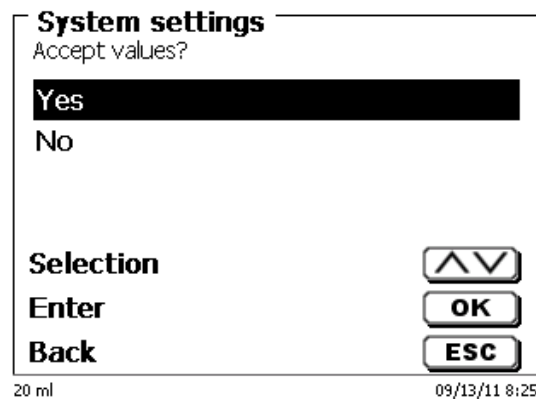 System settings
Accept values?
Yes
No
Selection
Enter OK
Back ESC
20 ml 09/13/11 8:25